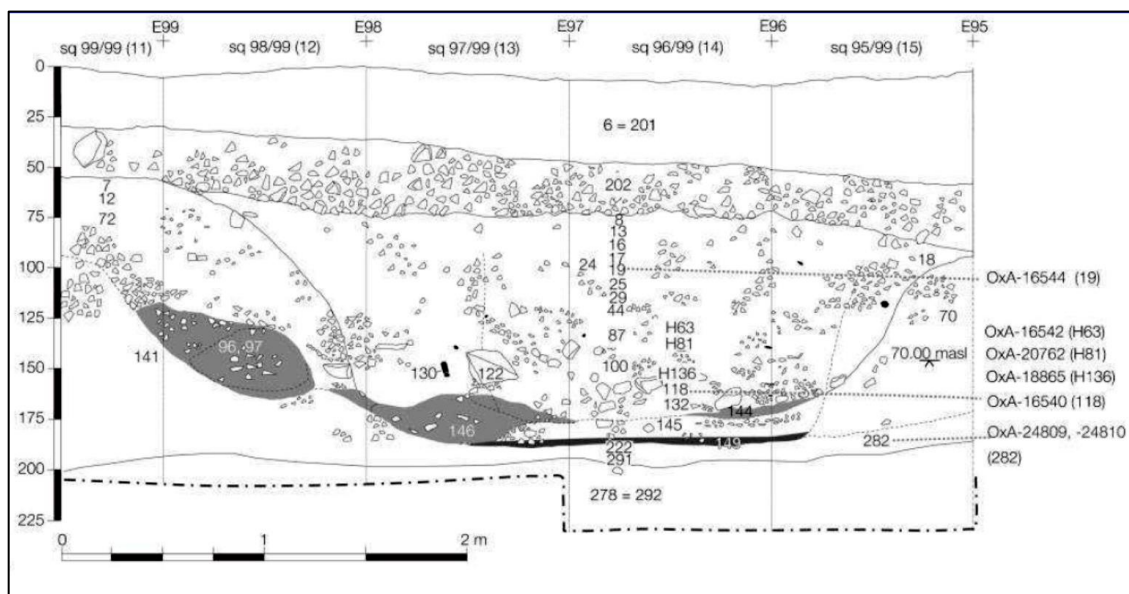 E99 E98 E97 E96 E95
sq 99/99 (11) sq 98/99 (12) sq 97/99 (13) sq 96/99 (14) sq 95/99 (15)
0
25
6 = 201
50
7
202
12
75
72
8
13
16
17
24
19
18
100
OxA-16544 (19)
25
29
44
70
125
141
96
97
87
H63
H81
OxA-16542 (H63)
70.00 masl
OxA-20762 (H81)
150
130
122
100
H136
OxA-18865 (H136)
118
132
144
OxA-16540 (118)
175
146
145
149
282
OxA-24809, -24810
(282)
222
291
200
278 = 292
225
0 1 2 m